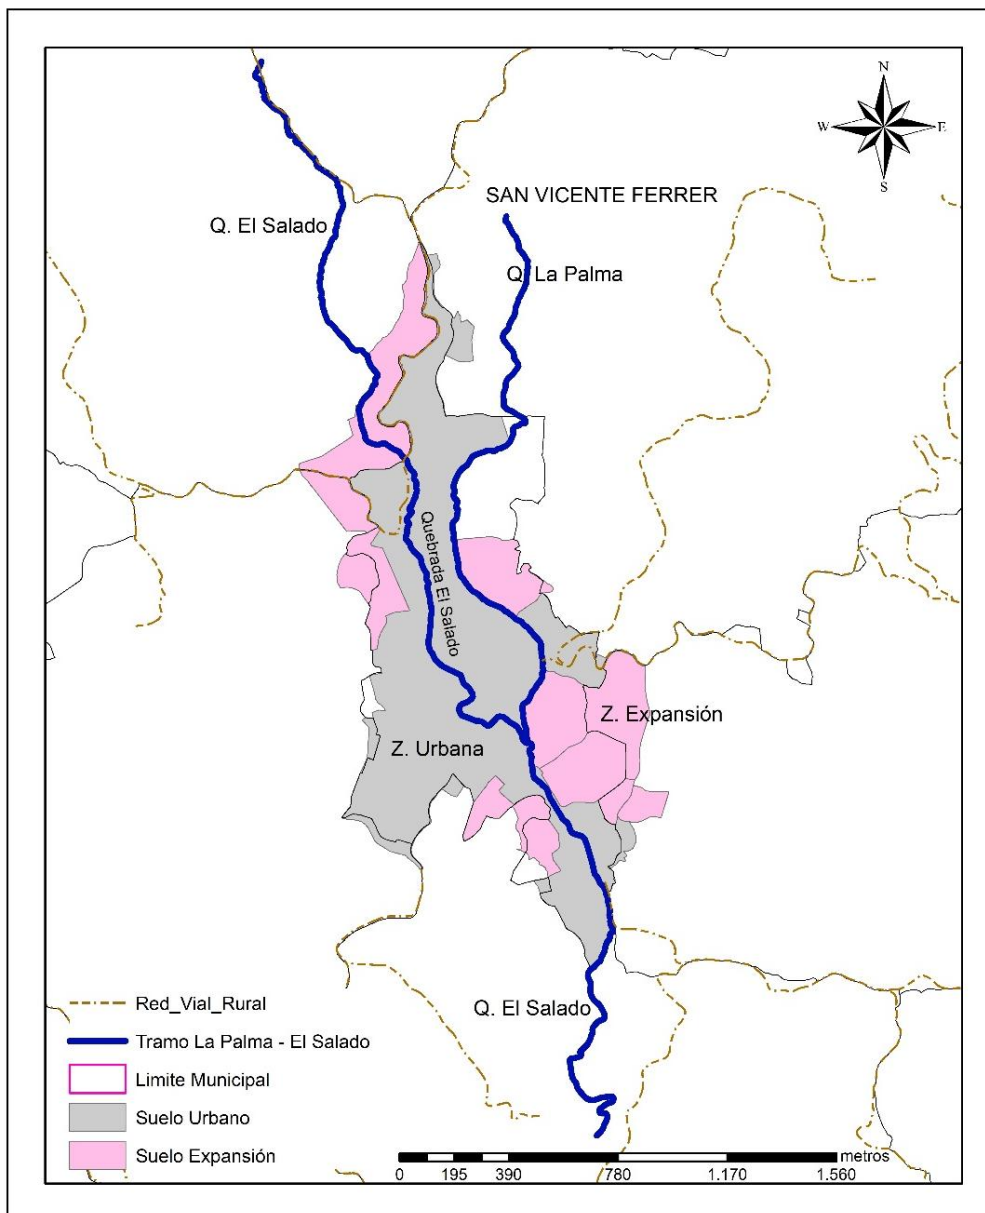 N
W
E
S
SAN VICENTE FERRER
Q. El Salado
Q. La Palma
Quebrada El Salado
Z. Expansión
Z. Urbana
Q. El Salado
Red_Vial_Rural
Tramo La Palma - El Salado
Limite Municipal
Suelo Urbano
Suelo Expansión
metros
0 195 390 780 1.170 1.560